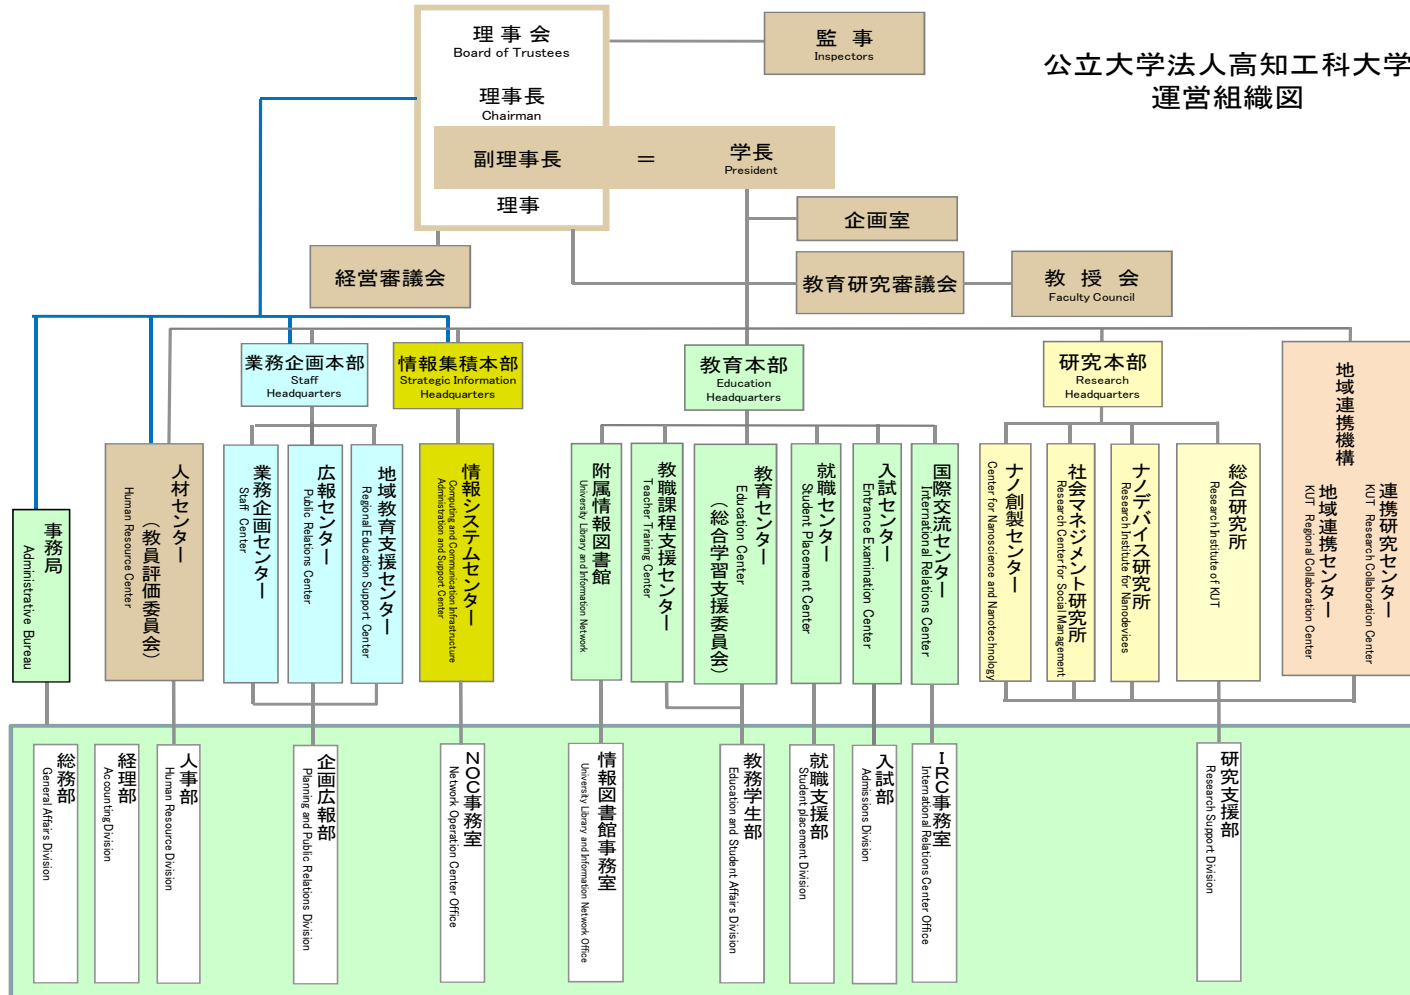 公立大学法人高知工科大学
運営組織図
理事会
Board of Trustees
監事
Inspectors
理事長
Chairman
副理事長 = 学長
President
理事
企画室
経営審議会
教育研究審議会
教授会
Faculty Council
業務企画本部
Staff
Headquarters
情報集積本部
Strategic Information
Headquarters
教育本部
Education
Headquarters
研究本部
Research
Headquarters
地域連携機構
連携研究センター
KUT Research Collaboration Center
地域連携センター
KUT Regional Collaboration Center
事務局
Administrative Bureau
人材センター
(教員評価委員会)
Human Resource Center
業務企画センター
Staff Center
広報センター
Public Relations Center
地域教育支援センター
Regional Education Support Center
情報システムセンター
Computing and Communication Infrastructure
Administration and Support Center
附属情報図書館
University Library and Information Network
教職課程支援センター
Teacher Training Center
教育センター
Education Center
(総合学習支援委員会)
就職センター
Student Placement Center
入試センター
Entrance Examination Center
国際交流センター
International Relations Center
ナノ創製センター
Center for Nanoscience and Nanotechnology
社会マネジメント研究所
Research Center for Social Management
ナノデバイス研究所
Research Institute for Nanodevices
総合研究所
Research Institute of KUT
総務部
General Affairs Division
経理部
Accounting Division
人事部
Human Resource Division
企画広報部
Planning and Public Relations Division
NOC事務室
Network Operation Center Office
情報図書館事務室
University Library and Information Network Office
教務学生部
Education and Student Affairs Division
就職支援部
Student placement Division
入試部
Admissions Division
IRC事務室
International Relations Center Office
研究支援部
Research Support Division